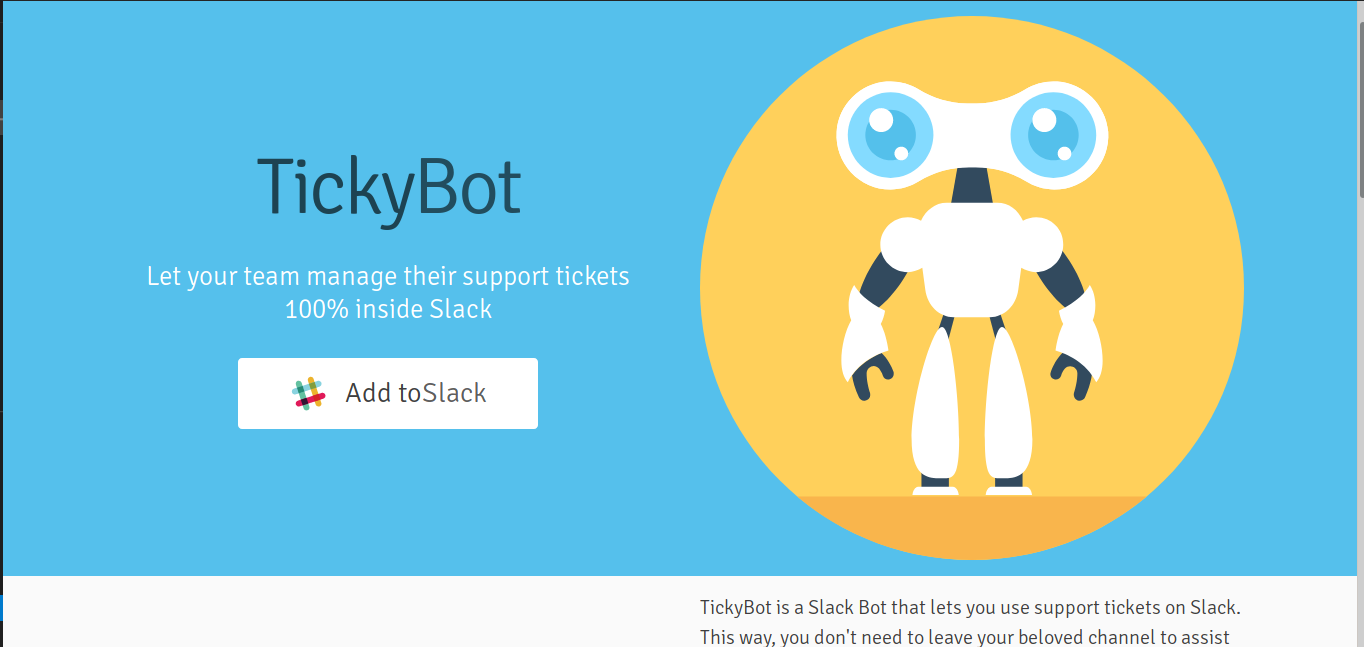 TickyBot
Let your team manage their support tickets
100% inside Slack
Add toSlack
TickyBot is a Slack Bot that lets you use support tickets on Slack.
This way, you don't need to leave your beloved channel to assist